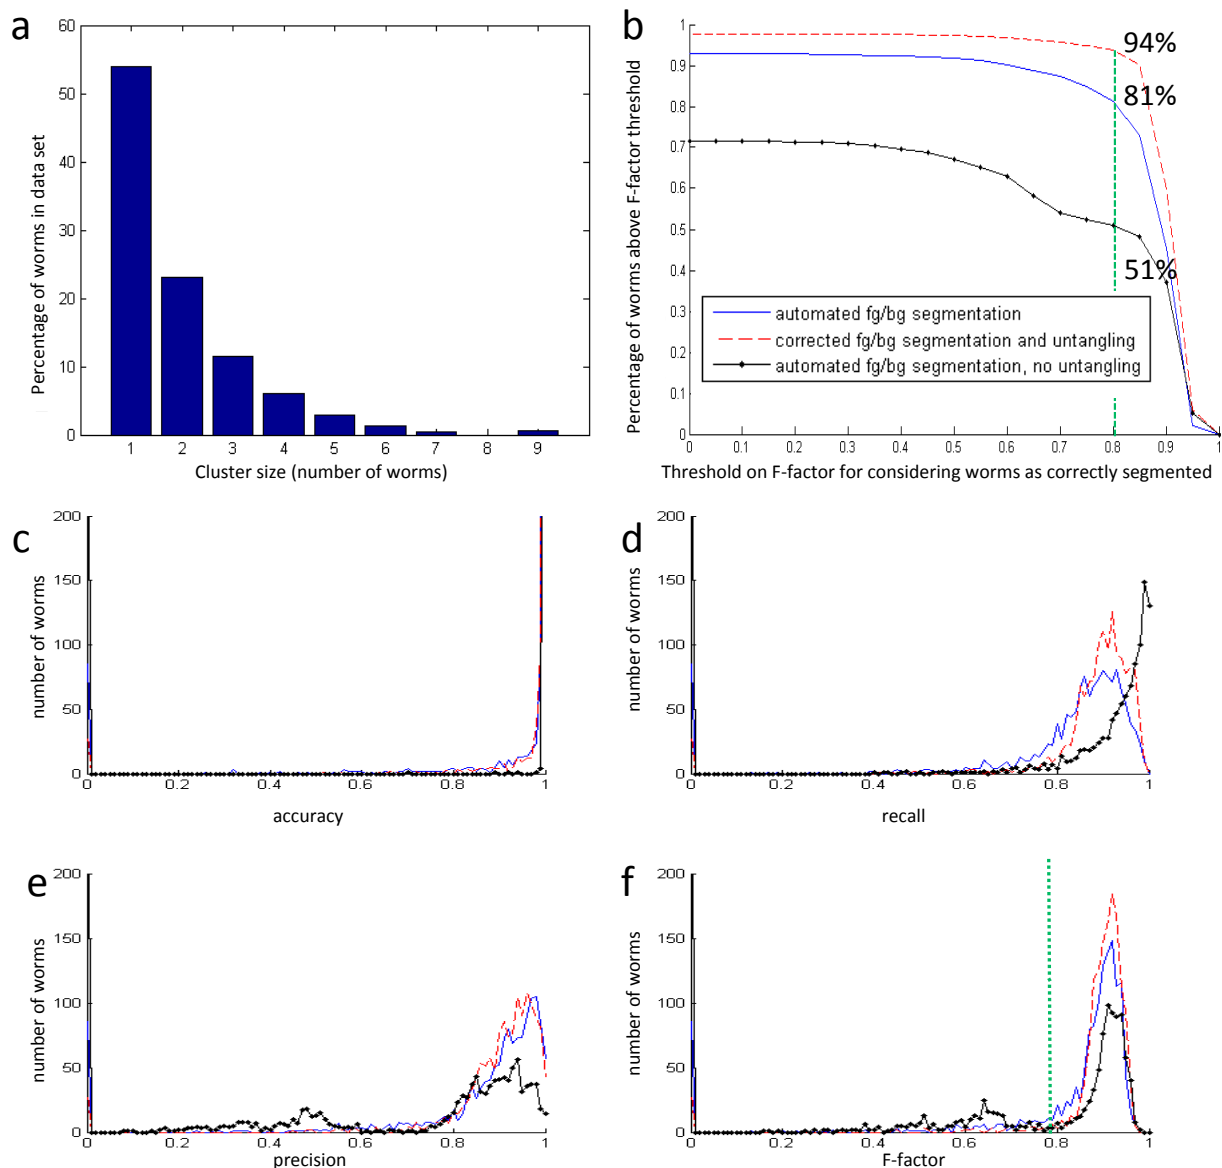 a
Percentage of worms in data set
60
50
40
30
20
10
0
1 2 3 4 5 6 7 8 9
Cluster size (number of worms)
b
Percentage of worms above F-factor threshold
1
0.9
0.8
0.7
0.6
0.5
0.4
0.3
0.2
0.1
0
94%
81%
51%
automated fg/bg segmentation
corrected fg/bg segmentation and untangling
automated fg/bg segmentation, no untangling
0 0.1 0.2 0.3 0.4 0.5 0.6 0.7 0.8 0.9 1
Threshold on F-factor for considering worms as correctly segmented
c
number of worms
200
150
100
50
0
0 0.2 0.4 0.6 0.8 1
accuracy
d
number of worms
200
150
100
50
0
0 0.2 0.4 0.6 0.8 1
recall
e
number of worms
200
150
100
50
0
0 0.2 0.4 0.6 0.8 1
precision
f
number of worms
200
150
100
50
0
0 0.2 0.4 0.6 0.8 1
F-factor